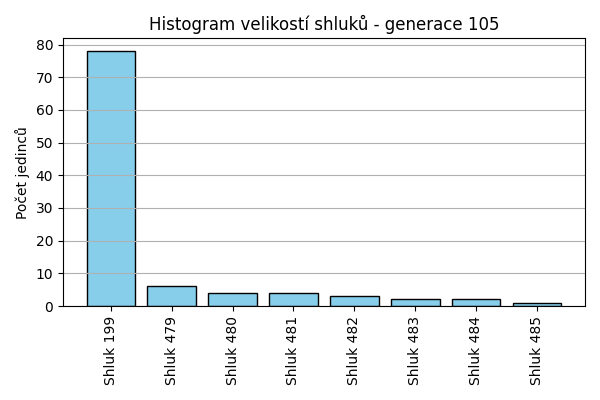 Histogram velikostí shluků - generace 105
Počet jedinců
80
70
60
50
40
30
20
10
0
Shluk 199
Shluk 479
Shluk 480
Shluk 481
Shluk 482
Shluk 483
Shluk 484
Shluk 485